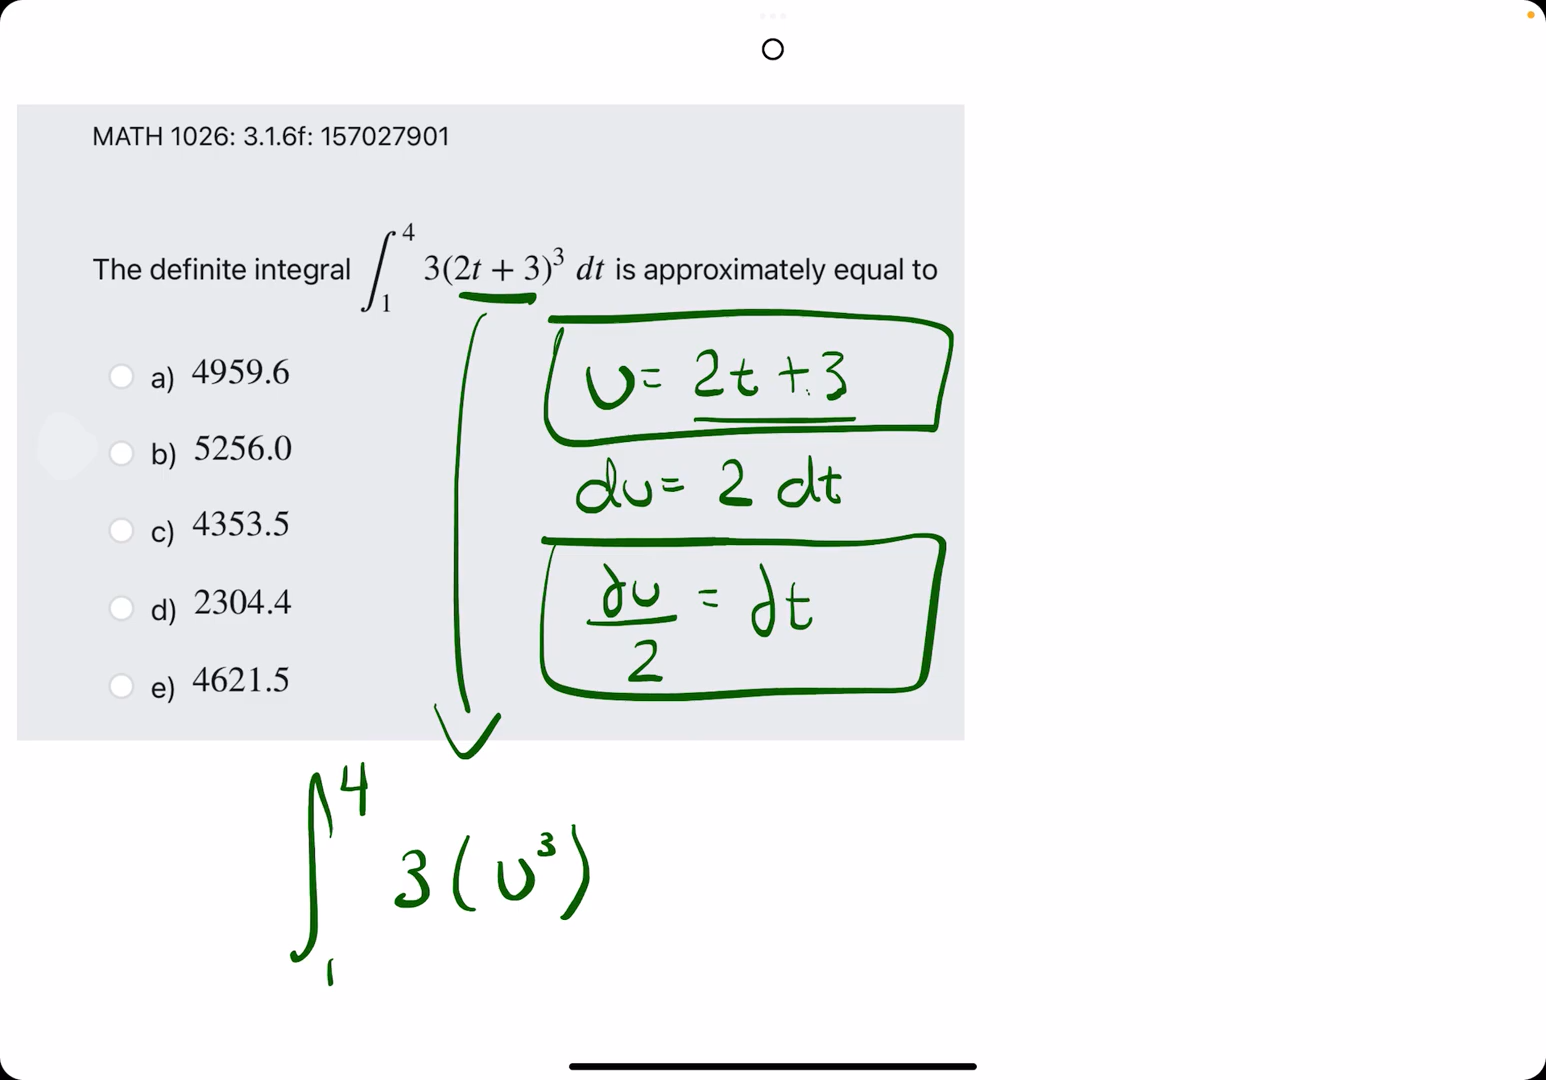 MATH 1026: 3.1.6f: 157027901
The definite integral ∫₁⁴ 3(2t + 3)³ dt is approximately equal to
a) 4959.6
b) 5256.0
c) 4353.5
d) 2304.4
e) 4621.5
u = 2t + 3
du = 2 dt
du/2 = dt
∫₁⁴ 3(u³)